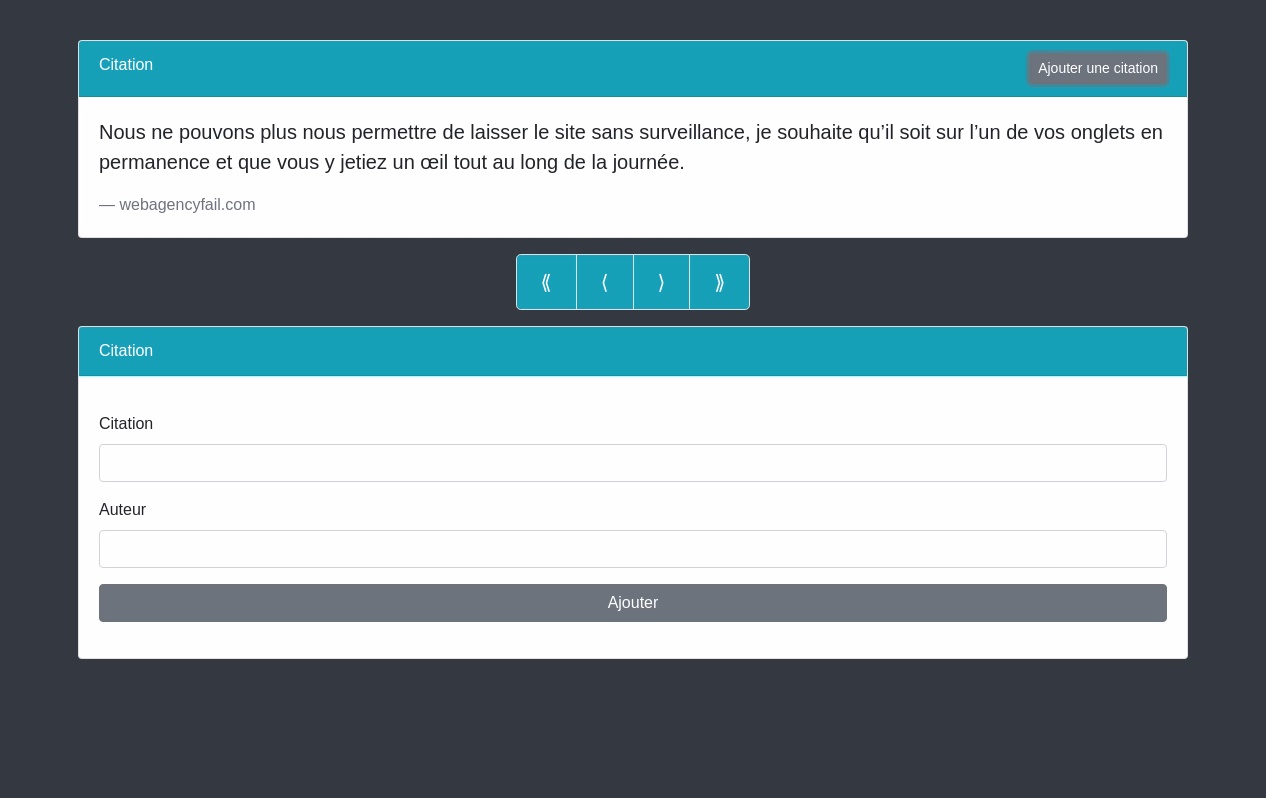 Citation
Ajouter une citation
Nous ne pouvons plus nous permettre de laisser le site sans surveillance, je souhaite qu’il soit sur l’un de vos onglets en
permanence et que vous y jetiez un œil tout au long de la journée.
— webagencyfail.com
⟪ ⟨ ⟩ ⟫
Citation
Citation
Auteur
Ajouter